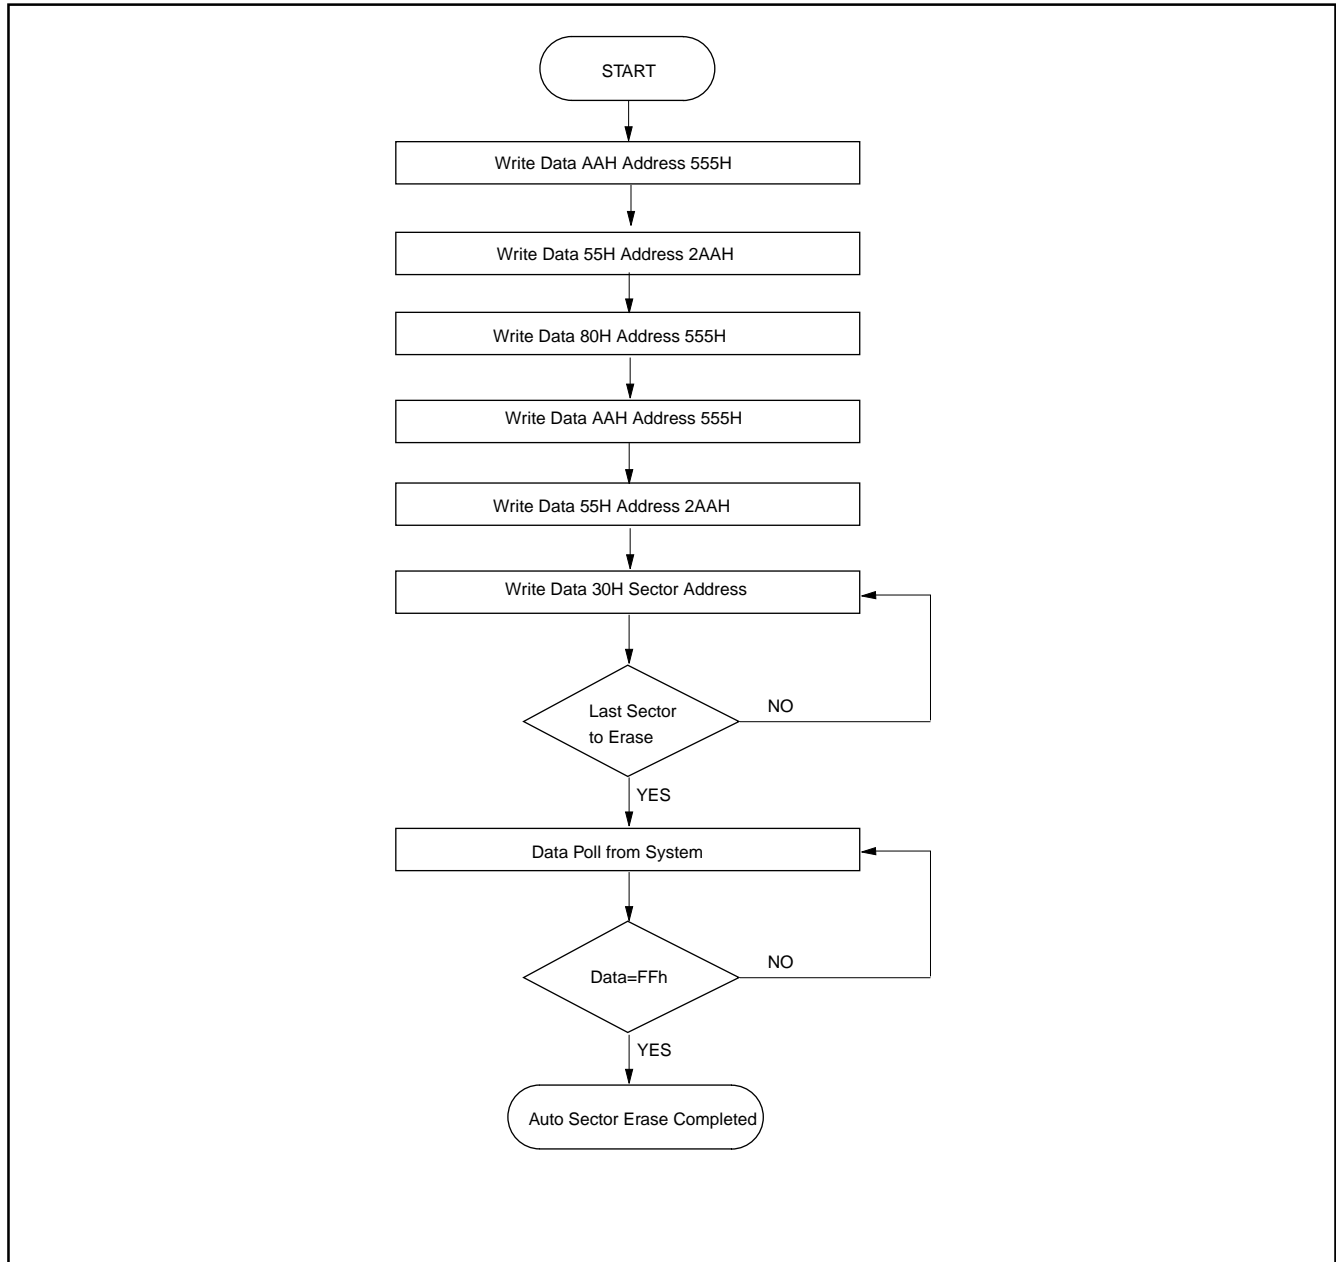 START
Write Data AAH Address 555H
Write Data 55H Address 2AAH
Write Data 80H Address 555H
Write Data AAH Address 555H
Write Data 55H Address 2AAH
Write Data 30H Sector Address
Last Sector
to Erase
NO
YES
Data Poll from System
Data=FFh
NO
YES
Auto Sector Erase Completed